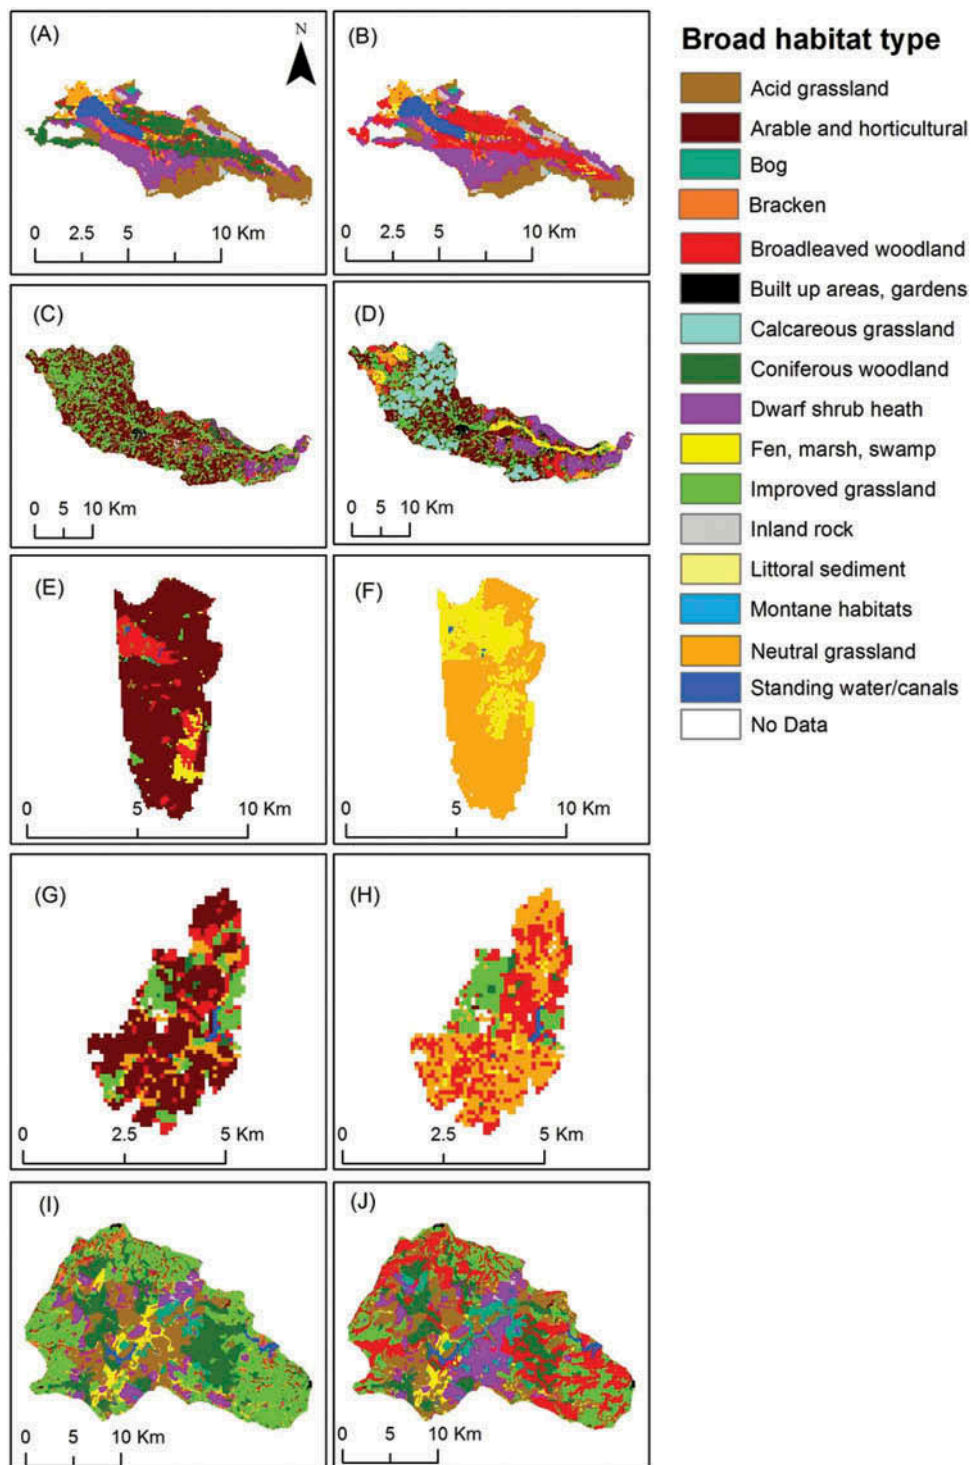 (A)
N
0 2.5 5 10 Km
(B)
0 2.5 5 10 Km
(C)
0 5 10 Km
(D)
0 5 10 Km
(E)
0 5 10 Km
(F)
0 5 10 Km
(G)
0 2.5 5 Km
(H)
0 2.5 5 Km
(I)
0 5 10 Km
(J)
0 5 10 Km
Broad habitat type
Acid grassland
Arable and horticultural
Bog
Bracken
Broadleaved woodland
Built up areas, gardens
Calcareous grassland
Coniferous woodland
Dwarf shrub heath
Fen, marsh, swamp
Improved grassland
Inland rock
Littoral sediment
Montane habitats
Neutral grassland
Standing water/canals
No Data